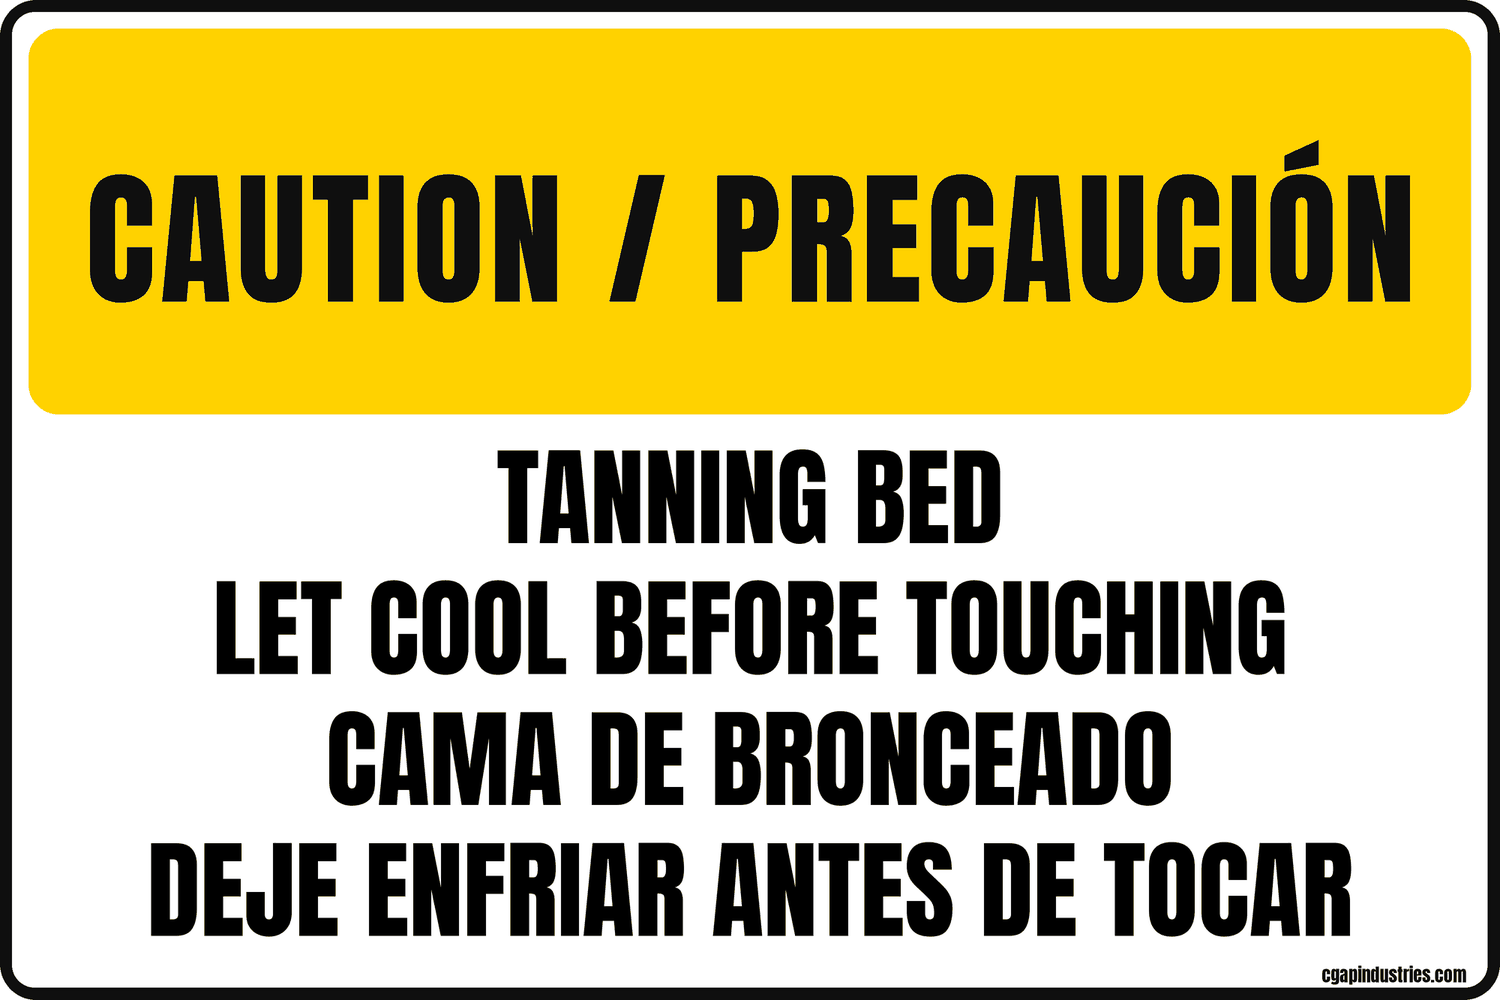 CAUTION / PRECAUCIÓN
TANNING BED
LET COOL BEFORE TOUCHING
CAMA DE BRONCEADO
DEJE ENFRIAR ANTES DE TOCAR
cgapindustries.com